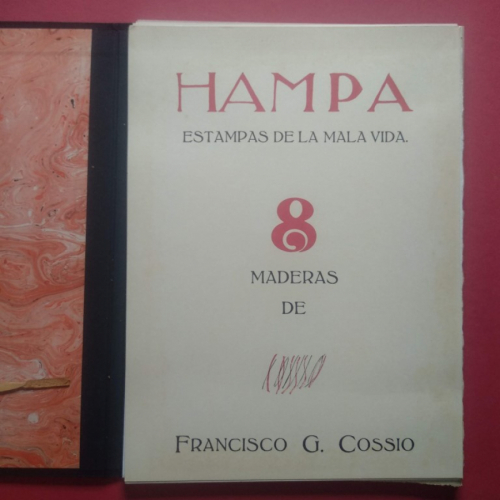 HAMPA
ESTAMPAS DE LA MALA VIDA.
8
MADERAS
DE
FRANCISCO G. COSSIO